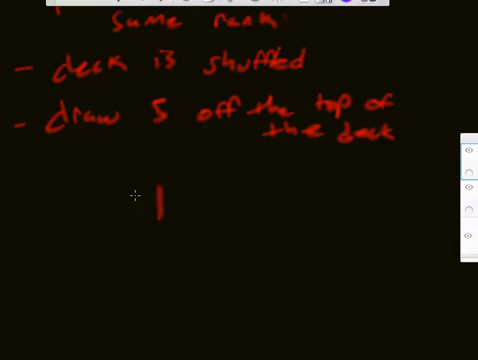 same rank
- deck is shuffled
- draw 5 off the top of
the deck